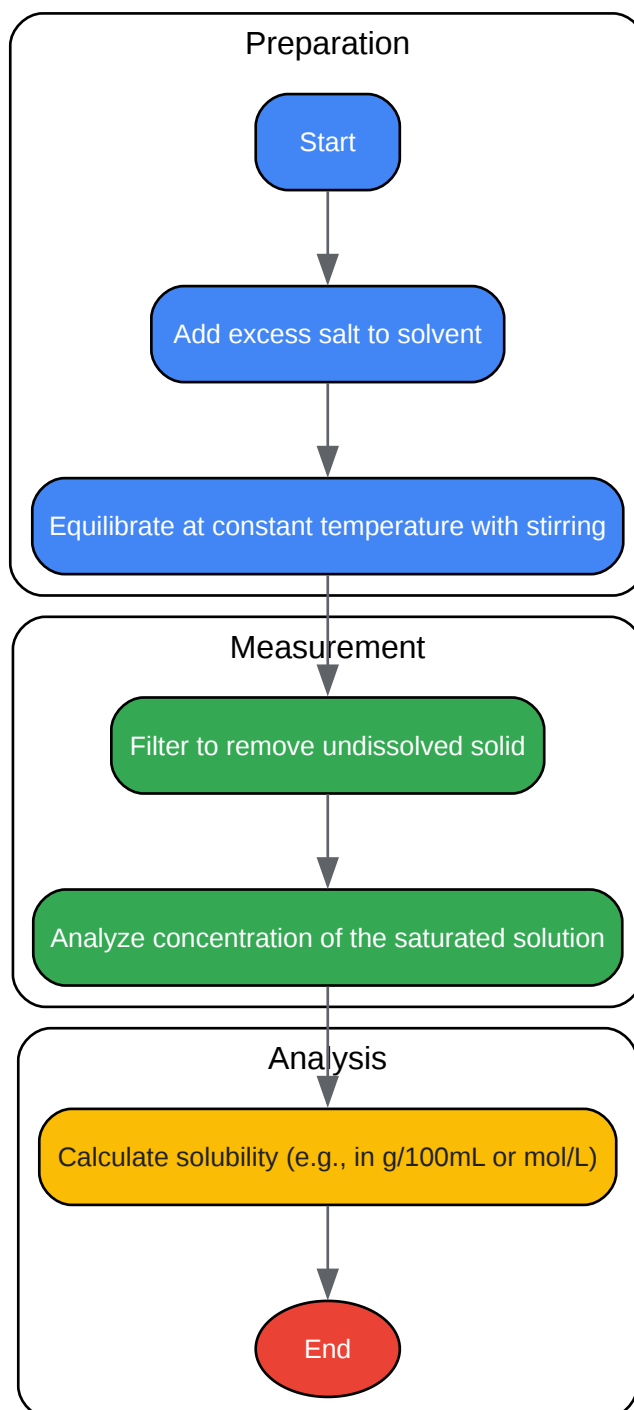 Preparation
Start
Add excess salt to solvent
Equilibrate at constant temperature with stirring
Measurement
Filter to remove undissolved solid
Analyze concentration of the saturated solution
Analysis
Calculate solubility (e.g., in g/100mL or mol/L)
End